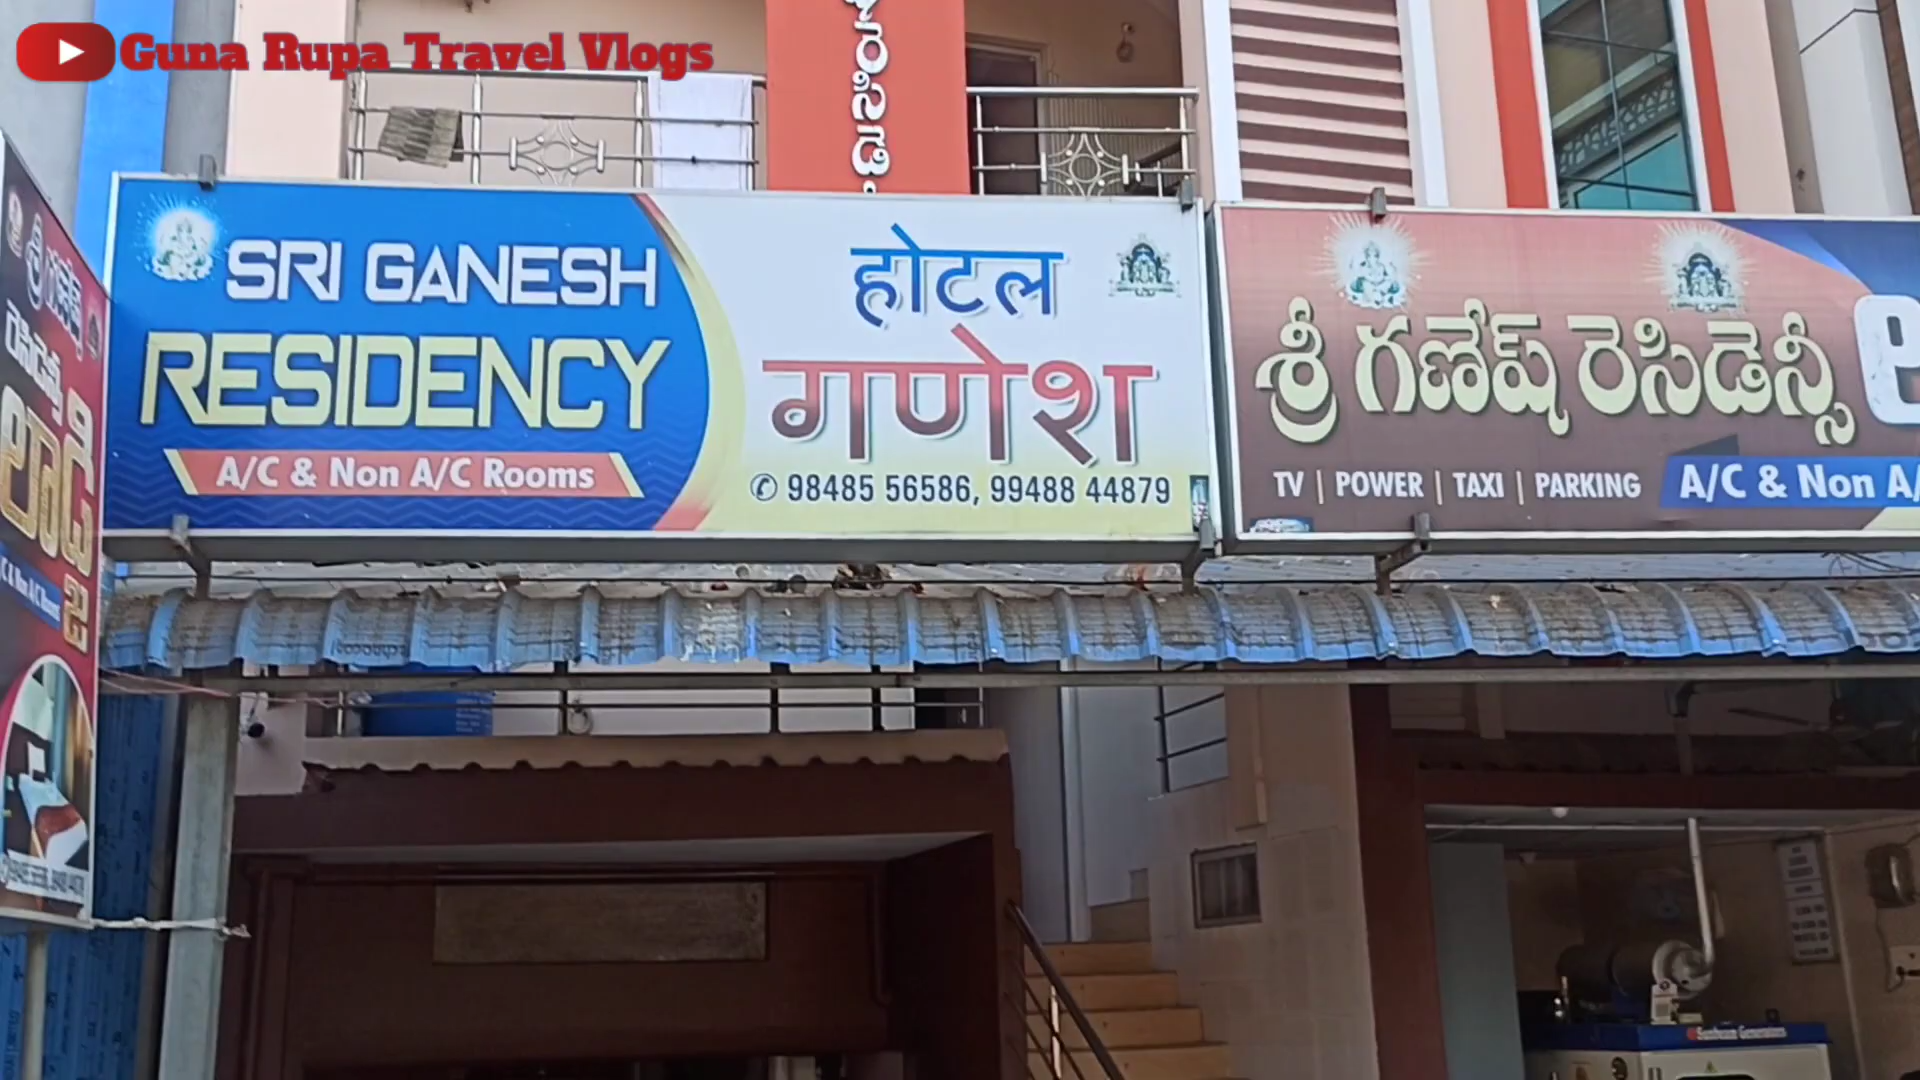 Guna Rupa Travel Vlogs
SRI GANESH
RESIDENCY
A/C & Non A/C Rooms
होटल
गणेश
✆ 98485 56586, 99488 44879
శ్రీ గణేష్ రెసిడెన్సీ
TV | POWER | TAXI | PARKING
A/C & Non A/
శ్రీ గణేష్
రెసిడెన్సీ
లాడ్జి